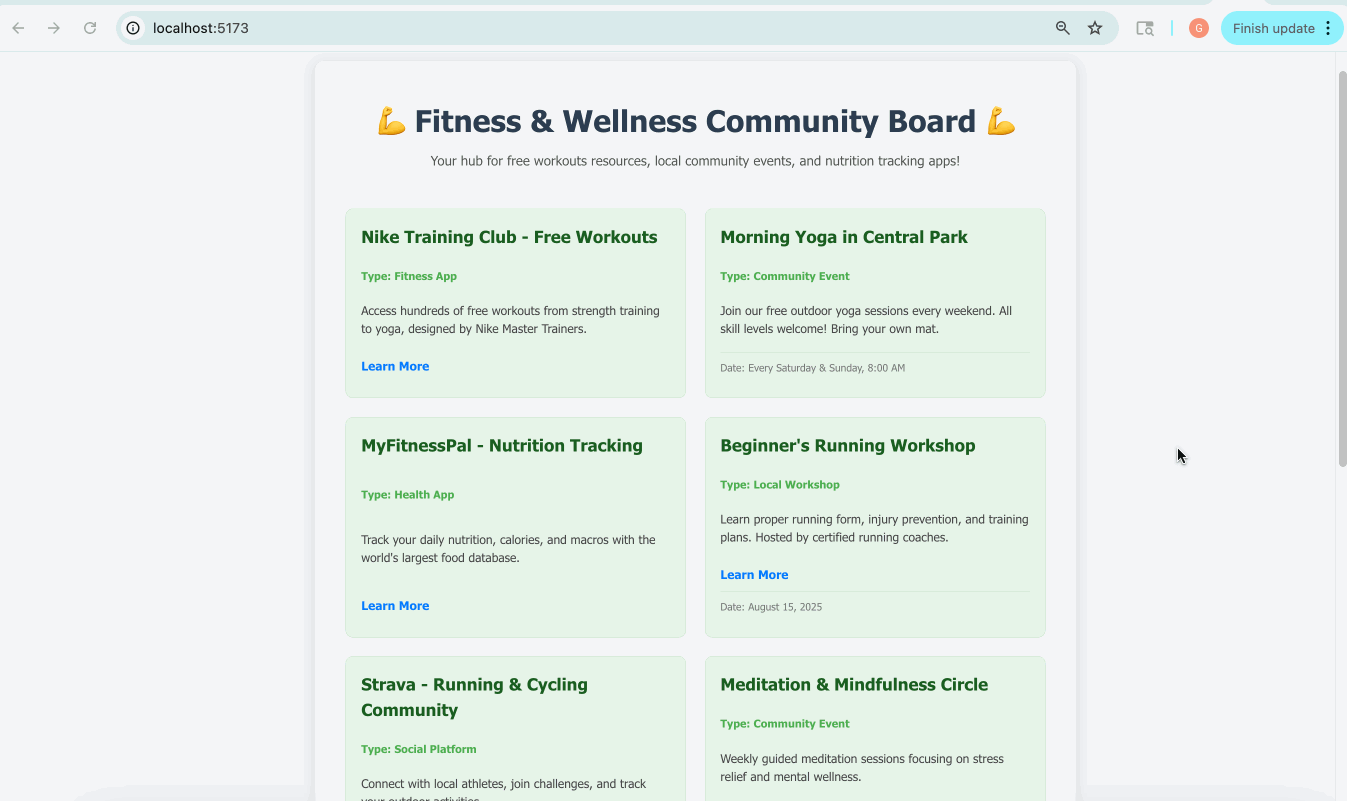 localhost:5173
G
Finish update
💪 Fitness & Wellness Community Board 💪
Your hub for free workouts resources, local community events, and nutrition tracking apps!
Nike Training Club - Free Workouts
Type: Fitness App
Access hundreds of free workouts from strength training
to yoga, designed by Nike Master Trainers.
Learn More
Morning Yoga in Central Park
Type: Community Event
Join our free outdoor yoga sessions every weekend. All
skill levels welcome! Bring your own mat.
Date: Every Saturday & Sunday, 8:00 AM
MyFitnessPal - Nutrition Tracking
Type: Health App
Track your daily nutrition, calories, and macros with the
world's largest food database.
Learn More
Beginner's Running Workshop
Type: Local Workshop
Learn proper running form, injury prevention, and training
plans. Hosted by certified running coaches.
Learn More
Date: August 15, 2025
Strava - Running & Cycling
Community
Type: Social Platform
Connect with local athletes, join challenges, and track
your outdoor activities.
Meditation & Mindfulness Circle
Type: Community Event
Weekly guided meditation sessions focusing on stress
relief and mental wellness.